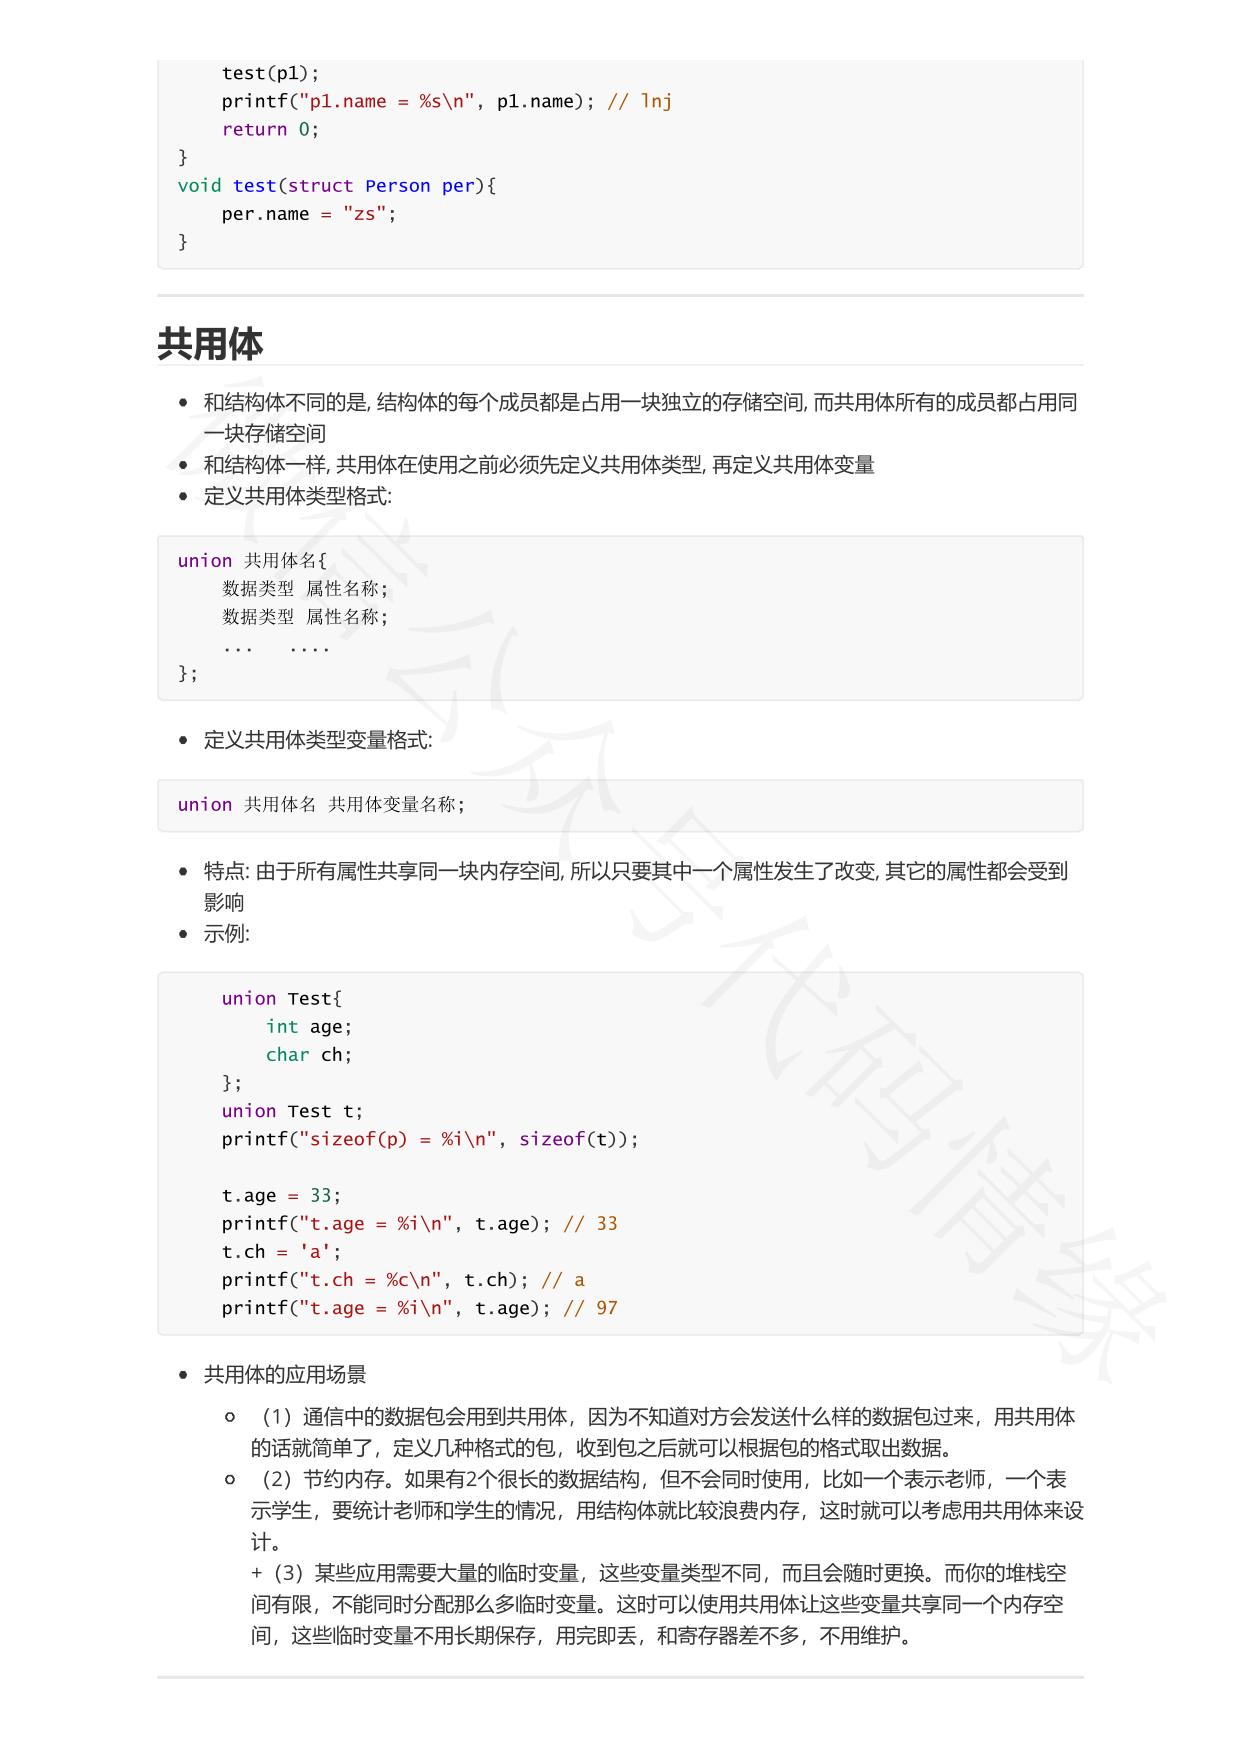 test(p1);
printf("p1.name = %s\n", p1.name); // lnj
return 0;
}
void test(struct Person per){
per.name = "zs";
}
共用体
和结构体不同的是, 结构体的每个成员都是占用一块独立的存储空间, 而共用体所有的成员都占用同
一块存储空间
和结构体一样, 共用体在使用之前必须先定义共用体类型, 再定义共用体变量
定义共用体类型格式:
union 共用体名{
数据类型 属性名称;
数据类型 属性名称;
... ....
};
定义共用体类型变量格式:
union 共用体名 共用体变量名称;
特点: 由于所有属性共享同一块内存空间, 所以只要其中一个属性发生了改变, 其它的属性都会受到
影响
示例:
union Test{
int age;
char ch;
};
union Test t;
printf("sizeof(p) = %i\n", sizeof(t));
t.age = 33;
printf("t.age = %i\n", t.age); // 33
t.ch = 'a';
printf("t.ch = %c\n", t.ch); // a
printf("t.age = %i\n", t.age); // 97
共用体的应用场景
（1）通信中的数据包会用到共用体，因为不知道对方会发送什么样的数据包过来，用共用体
的话就简单了，定义几种格式的包，收到包之后就可以根据包的格式取出数据。
（2）节约内存。如果有2个很长的数据结构，但不会同时使用，比如一个表示老师，一个表
示学生，要统计老师和学生的情况，用结构体就比较浪费内存，这时就可以考虑用共用体来设
计。
+（3）某些应用需要大量的临时变量，这些变量类型不同，而且会随时更换。而你的堆栈空
间有限，不能同时分配那么多临时变量。这时可以使用共用体让这些变量共享同一个内存空
间，这些临时变量不用长期保存，用完即丢，和寄存器差不多，不用维护。
微信公众号代码情缘